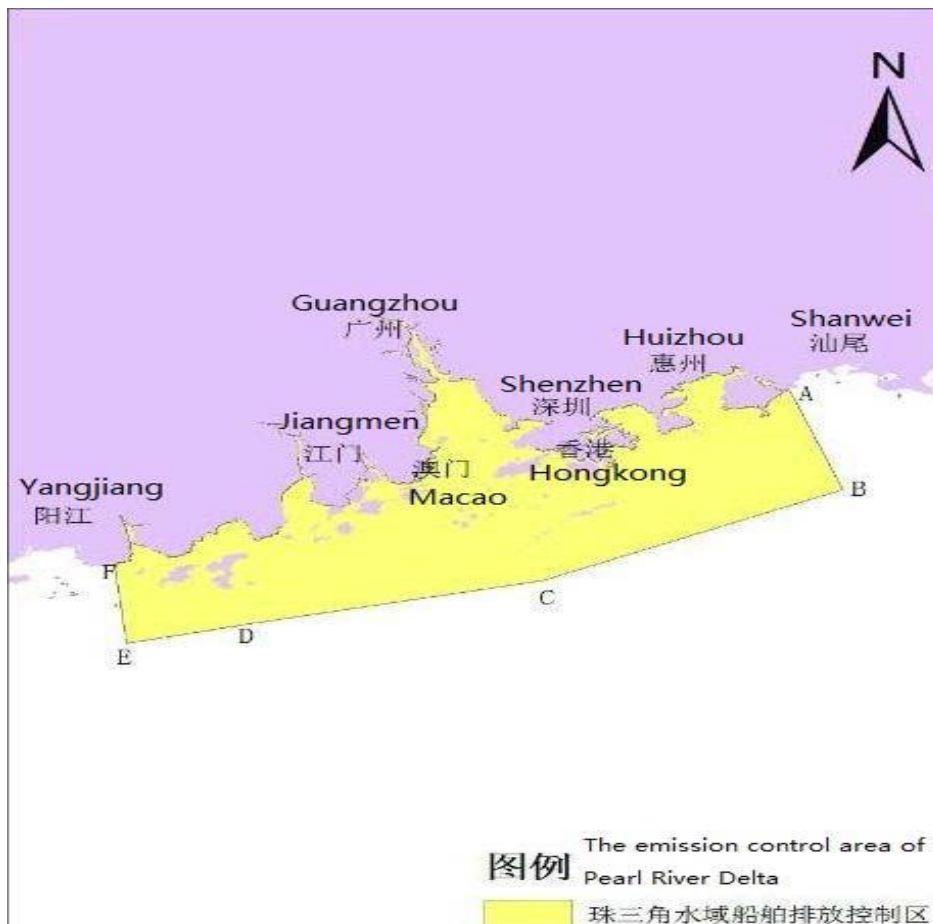 N
Guangzhou
广州
Shanwei
汕尾
Huizhou
惠州
Shenzhen
深圳
A
Jiangmen
江门
香港
Hongkong
澳门
Macao
Yangjiang
阳江
B
F
C
D
E
图例
The emission control area of
Pearl River Delta
珠三角水域船舶排放控制区